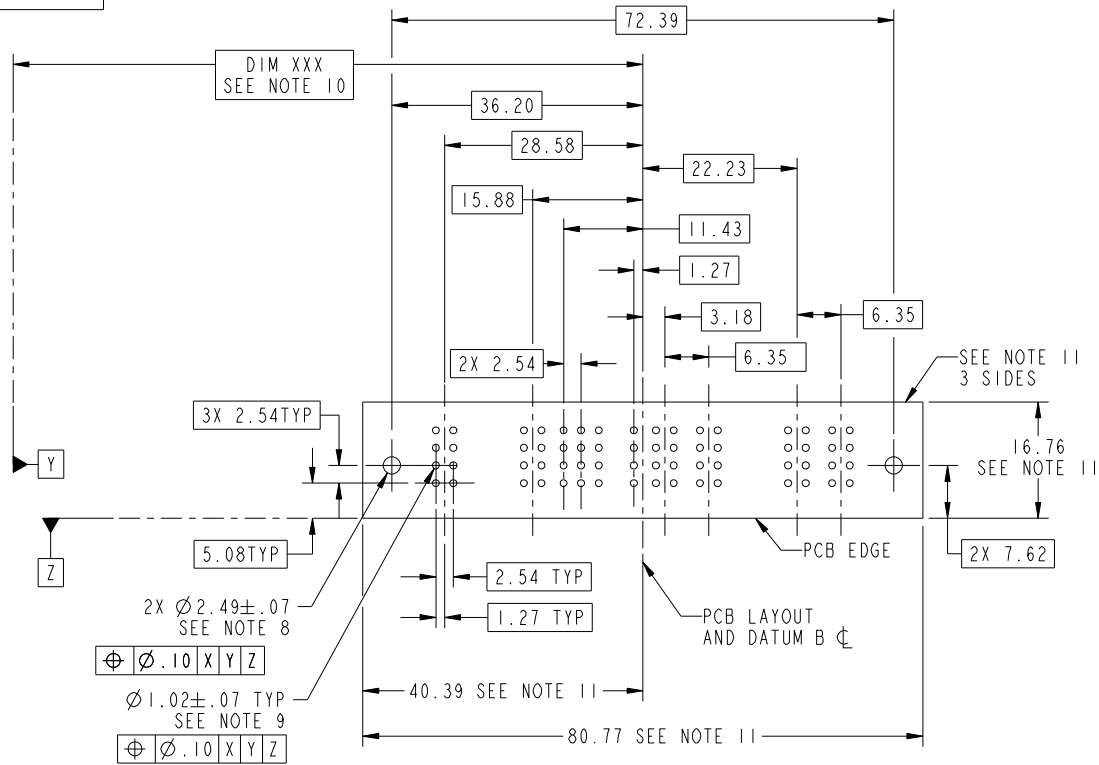 72.39
DIM XXX
SEE NOTE 10
36.20
28.58
22.23
15.88
11.43
1.27
3.18
6.35
2X 2.54
6.35
SEE NOTE 11
3 SIDES
3X 2.54TYP
16.76
SEE NOTE 11
Y
5.08TYP
PCB EDGE
2X 7.62
Z
2.54 TYP
2X Ø2.49±.07
SEE NOTE 8
1.27 TYP
PCB LAYOUT
AND DATUM B ℄
⌖ Ø.10 X Y Z
40.39 SEE NOTE 11
Ø1.02±.07 TYP
SEE NOTE 9
80.77 SEE NOTE 11
⌖ Ø.10 X Y Z